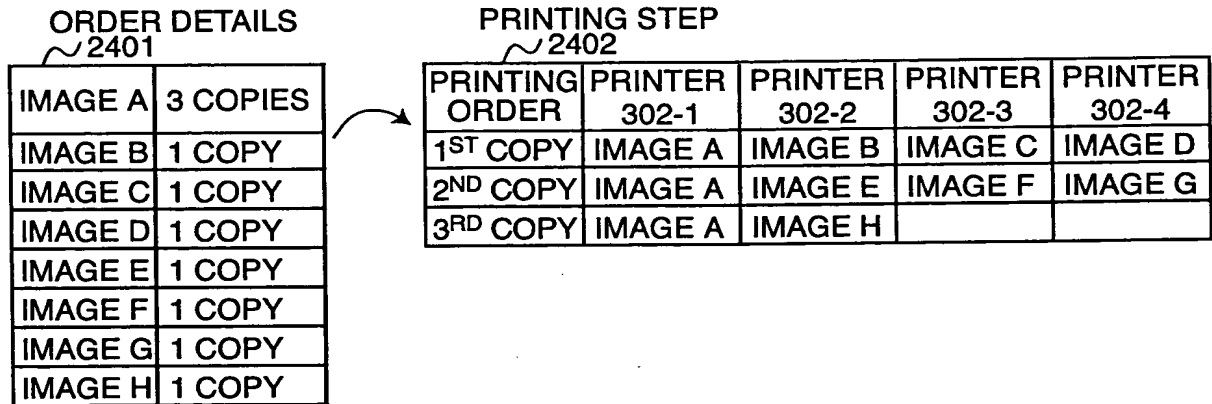 ORDER DETAILS
2401
IMAGE A 3 COPIES
IMAGE B 1 COPY
IMAGE C 1 COPY
IMAGE D 1 COPY
IMAGE E 1 COPY
IMAGE F 1 COPY
IMAGE G 1 COPY
IMAGE H 1 COPY
PRINTING STEP
2402
PRINTING ORDER PRINTER 302-1 PRINTER 302-2 PRINTER 302-3 PRINTER 302-4
1ST COPY IMAGE A IMAGE B IMAGE C IMAGE D
2ND COPY IMAGE A IMAGE E IMAGE F IMAGE G
3RD COPY IMAGE A IMAGE H